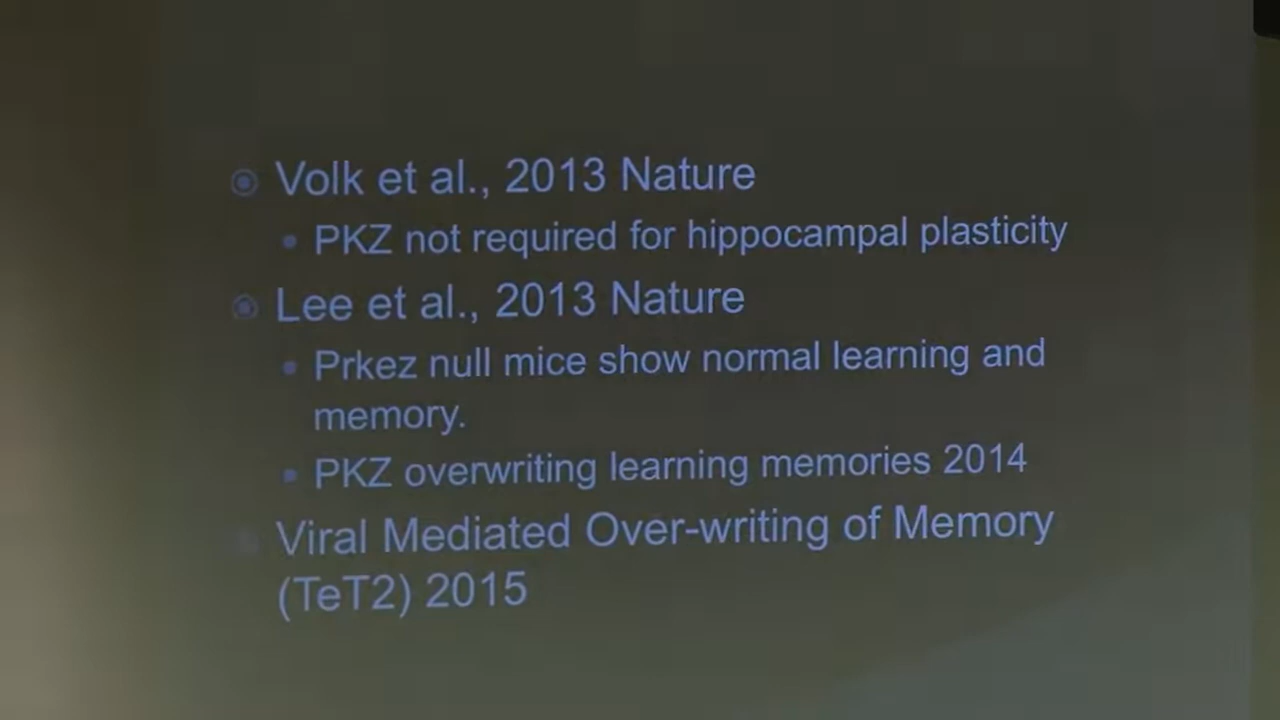 Volk et al., 2013 Nature
PKZ not required for hippocampal plasticity
Lee et al., 2013 Nature
Prkez null mice show normal learning and
memory.
PKZ overwriting learning memories 2014
Viral Mediated Over-writing of Memory
(TeT2) 2015